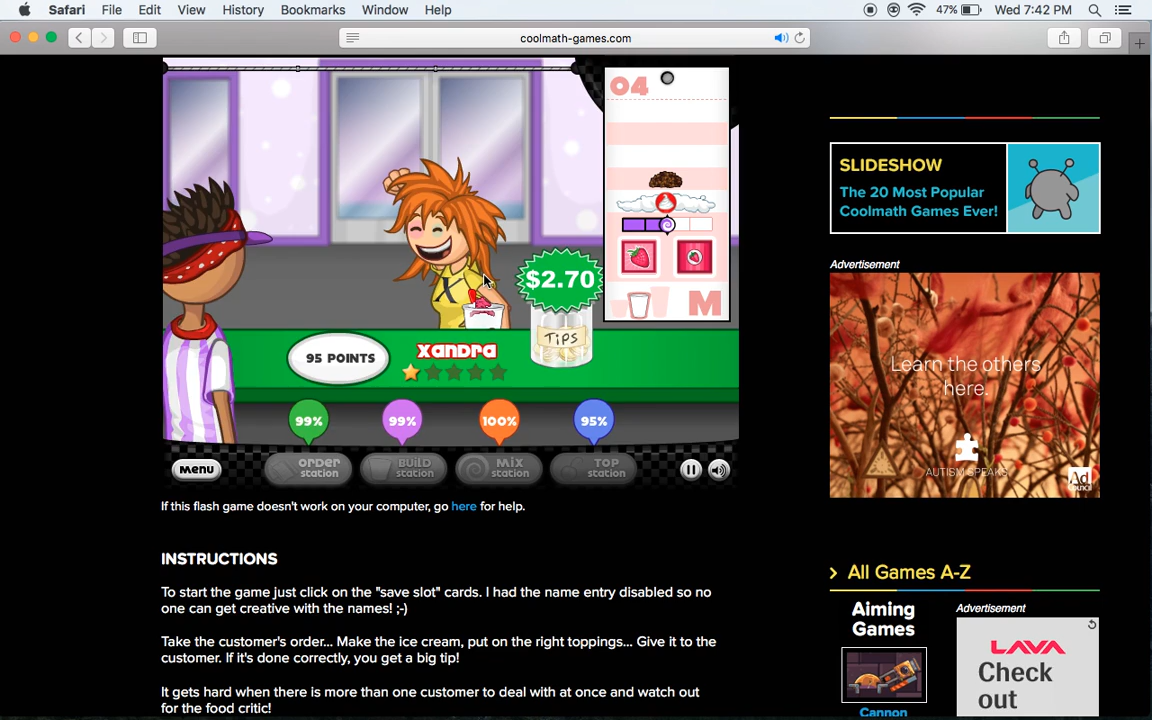 Safari File Edit View History Bookmarks Window Help 47% Wed 7:42 PM
coolmath-games.com
04
M
$2.70
TIPS
95 POINTS
XANDRA
99%
99%
100%
95%
MENU
ORDER STATION
BUILD STATION
MIX STATION
TOP STATION
If this flash game doesn't work on your computer, go here for help.
INSTRUCTIONS
To start the game just click on the "save slot" cards. I had the name entry disabled so no
one can get creative with the names! ;-)
Take the customer's order... Make the ice cream, put on the right toppings... Give it to the
customer. If it's done correctly, you get a big tip!
It gets hard when there is more than one customer to deal with at once and watch out
for the food critic!
SLIDESHOW
The 20 Most Popular
Coolmath Games Ever!
Advertisement
Learn the others
here.
AUTISM SPEAKS
Ad
Council
> All Games A-Z
Aiming
Games
Cannon
Advertisement
LAVA
Check
out